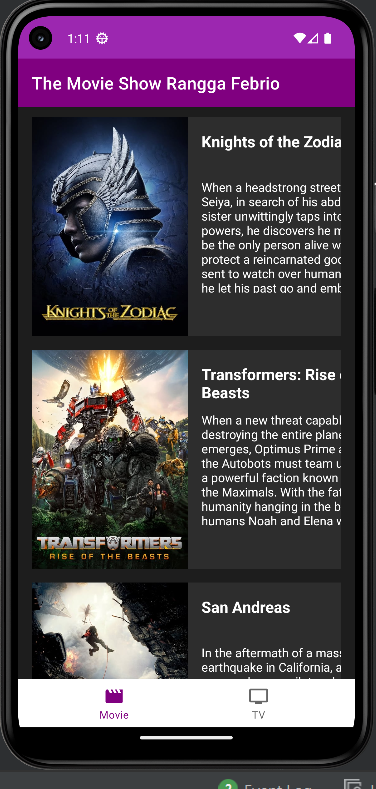 1:11
The Movie Show Rangga Febrio
KNIGHTS OF THE ZODIAC
Knights of the Zodia
When a headstrong street
Seiya, in search of his abd
sister unwittingly taps into
powers, he discovers he m
be the only person alive w
protect a reincarnated god
sent to watch over human
he let his past go and emb
TRANSFORMERS
RISE OF THE BEASTS
Transformers: Rise
Beasts
When a new threat capabl
destroying the entire plane
emerges, Optimus Prime a
the Autobots must team u
a powerful faction known
the Maximals. With the fat
humanity hanging in the b
humans Noah and Elena w
San Andreas
In the aftermath of a mass
earthquake in California, a
Movie
TV
2 Event Log